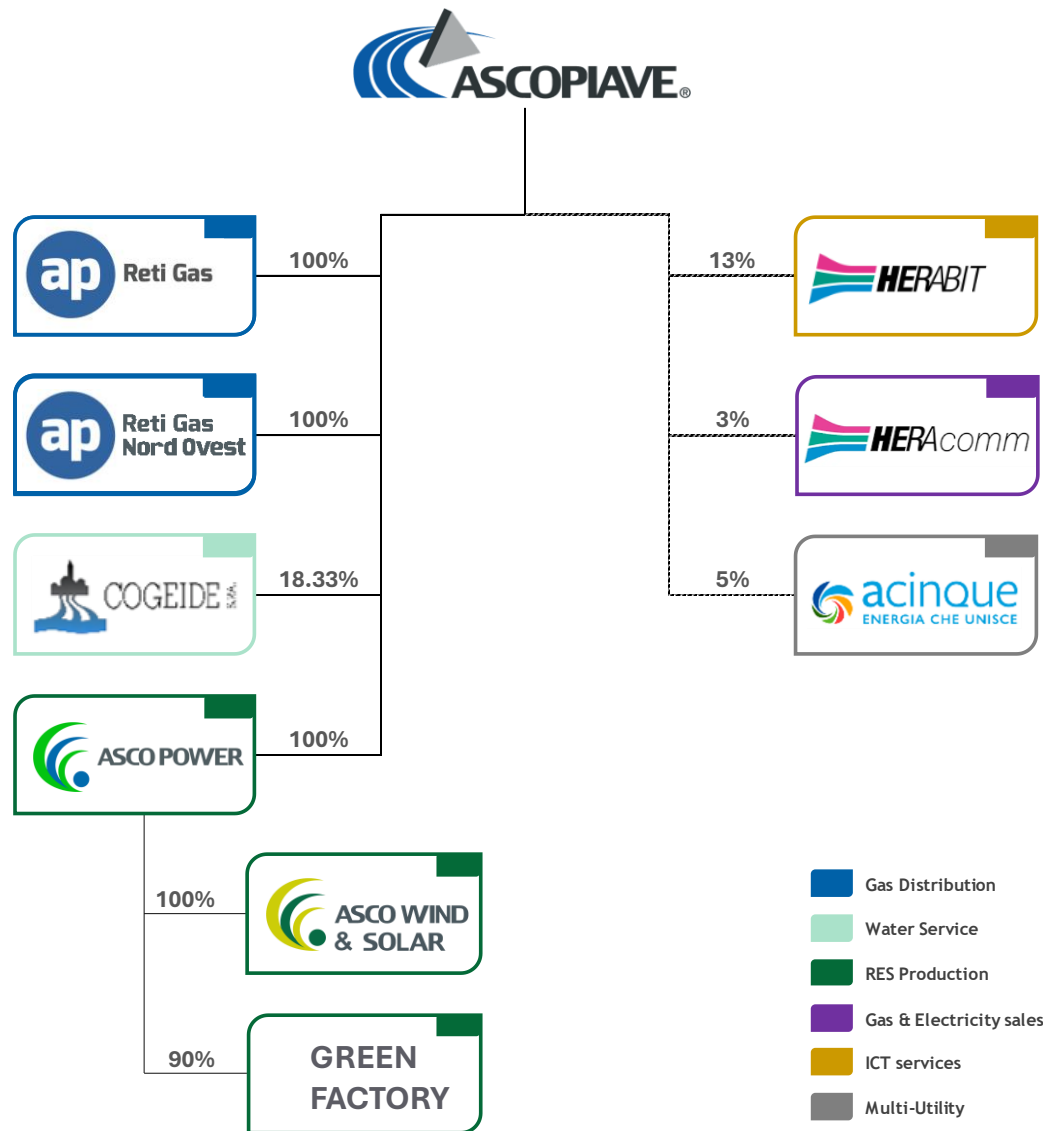 ASCOPIAVE®
ap Reti Gas
100%
13%
HERABIT
ap Reti Gas
Nord Ovest
100%
3%
HERAcomm
COGEIDE S.P.A.
18.33%
5%
acinque
ENERGIA CHE UNISCE
ASCO POWER
100%
100%
ASCO WIND
& SOLAR
90%
GREEN
FACTORY
Gas Distribution
Water Service
RES Production
Gas & Electricity sales
ICT services
Multi-Utility